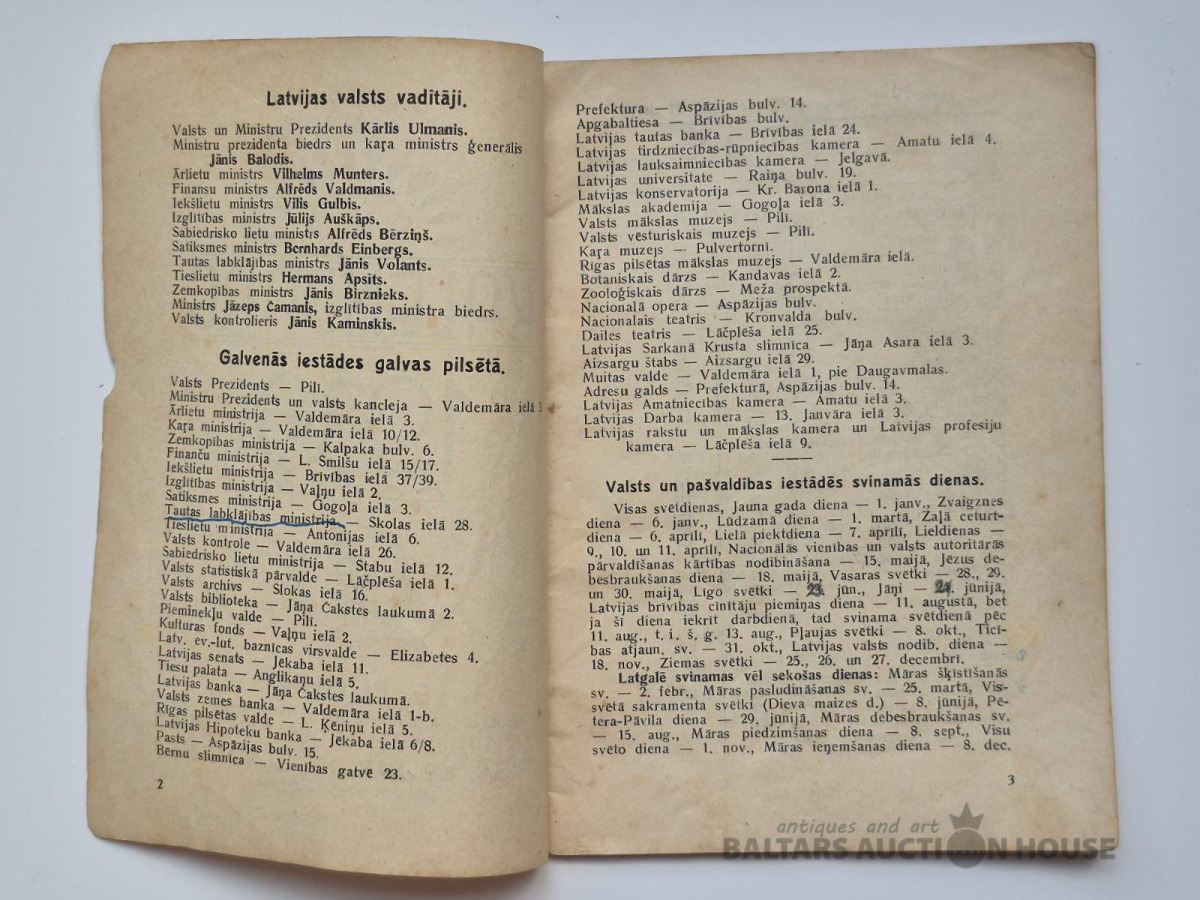 Latvijas valsts vadītāji.
Valsts un Ministru Prezidents Kārlis Ulmanis.
Ministru prezidenta biedrs un kaŗa ministrs ģenerālis
Jānis Balodis.
Ārlietu ministrs Vilhelms Munters.
Finansu ministrs Alfrēds Valdmanis.
Iekšlietu ministrs Vilis Gulbis.
Izglītības ministrs Jūlijs Auškāps.
Sabiedrisko lietu ministrs Alfrēds Bērziņš.
Satiksmes ministrs Bernhards Einbergs.
Tautas labklājības ministrs Jānis Volants.
Tieslietu ministrs Hermans Apsīts.
Zemkopības ministrs Jānis Birznieks.
Ministrs Jāzeps Čamanis, izglītības ministra biedrs.
Valsts kontrolieris Jānis Kaminskis.
Galvenās iestādes galvas pilsētā.
Valsts Prezidents — Pilī.
Ministru Prezidents un valsts kancleja — Valdemāra ielā 3
Ārlietu ministrija — Valdemāra ielā 3.
Kaŗa ministrija — Valdemāra ielā 10/12.
Zemkopības ministrija — Kalpaka bulv. 6.
Finanču ministrija — L. Smilšu ielā 15/17.
Iekšlietu ministrija — Brīvības ielā 37/39.
Izglītības ministrija — Vaļņu ielā 2.
Satiksmes ministrija — Gogoļa ielā 3.
Tautas labklājības ministrija — Skolas ielā 28.
Tieslietu ministrija — Antonijas ielā 6.
Valsts kontrole — Valdemāra ielā 26.
Sabiedrisko lietu ministrija — Stabu ielā 12.
Valsts statistiskā pārvalde — Lāčplēša ielā 1.
Valsts archivs — Slokas ielā 16.
Valsts biblioteka — Jāņa Čakstes laukumā 2.
Pieminekļu valde — Pilī.
Kulturas fonds — Vaļņu ielā 2.
Latv. ev.-lut. baznīcas virsvalde — Elizabetes 4.
Latvijas senats — Jēkaba ielā 11.
Tiesu palata — Anglikaņu ielā 5.
Latvijas banka — Jāņa Čakstes laukumā.
Valsts zemes banka — Valdemāra ielā 1-b.
Rīgas pilsētas valde — L. Ķēniņu ielā 5.
Latvijas Hipoteku banka — Jēkaba ielā 6/8.
Pasts — Aspāzijas bulv. 15.
Bērnu slimnīca — Vienības gatvē 23.
2
Prefektura — Aspāzijas bulv. 14.
Apgabaltiesa — Brīvības bulv.
Latvijas tautas banka — Brīvības ielā 24.
Latvijas tirdzniecības-rūpniecības kamera — Amatu ielā 4.
Latvijas lauksaimniecības kamera — Jelgavā.
Latvijas universitate — Raiņa bulv. 19.
Latvijas konservatorija — Kr. Barona ielā 1.
Mākslas akademija — Gogoļa ielā 3.
Valsts mākslas muzejs — Pilī.
Valsts vēsturiskais muzejs — Pilī.
Kaŗa muzejs — Pulvertornī.
Rīgas pilsētas mākslas muzejs — Valdemāra ielā.
Botaniskais dārzs — Kandavas ielā 2.
Zooloģiskais dārzs — Meža prospektā.
Nacionalā opera — Aspāzijas bulv.
Nacionalais teatris — Kronvalda bulv.
Dailes teatris — Lāčplēša ielā 25.
Latvijas Sarkanā Krusta slimnīca — Jāņa Asara ielā 3.
Aizsargu štabs — Aizsargu ielā 29.
Muitas valde — Valdemāra ielā 1, pie Daugavmalas.
Adresu galds — Prefekturā, Aspāzijas bulv. 14.
Latvijas Amatniecības kamera — Amatu ielā 3.
Latvijas Darba kamera — 13. Janvāra ielā 3.
Latvijas rakstu un mākslas kamera un Latvijas profesiju
kamera — Lāčplēša ielā 9.
Valsts un pašvaldības iestādēs svinamās dienas.
Visas svētdienas, Jauna gada diena — 1. janv., Zvaigznes
diena — 6. janv., Lūdzamā diena — 1. martā, Zaļā ceturt-
diena — 6. aprīlī, Lielā piektdiena — 7. aprīlī, Lieldienas —
9., 10. un 11. aprīlī, Nacionālās vienības un valsts autoritārās
pārvaldīšanas kārtības nodibināšana — 15. maijā, Jēzus de-
besbraukšanas diena — 18. maijā, Vasaras svētki — 28., 29.
un 30. maijā, Līgo svētki — 23. jūn., Jāņi — 24. jūnijā,
Latvijas brīvības cīnītāju piemiņas diena — 11. augustā, bet
ja šī diena iekrīt darbdienā, tad svinama svētdienā pēc
11. aug., t. i. š. g. 13. aug., Pļaujas svētki — 8. okt., Ticī-
bas atjaun. sv. — 31. okt., Latvijas valsts nodib. diena —
18. nov., Ziemas svētki — 25., 26. un 27. decembrī.
Latgalē svinamas vēl sekošas dienas: Māras šķīstīšanās
sv. — 2. febr., Māras pasludināšanas sv. — 25. martā, Vis-
svētā sakramenta svētki (Dieva maizes d.) — 8. jūnijā, Pē-
tera-Pāvila diena — 29. jūnijā, Māras debesbraukšanas sv.
— 15. aug., Māras piedzimšanas diena — 8. sept., Visu
svēto diena — 1. nov., Māras ieņemšanas diena — 8. dec.
3
antiques and art
BALTARS AUCTION HOUSE